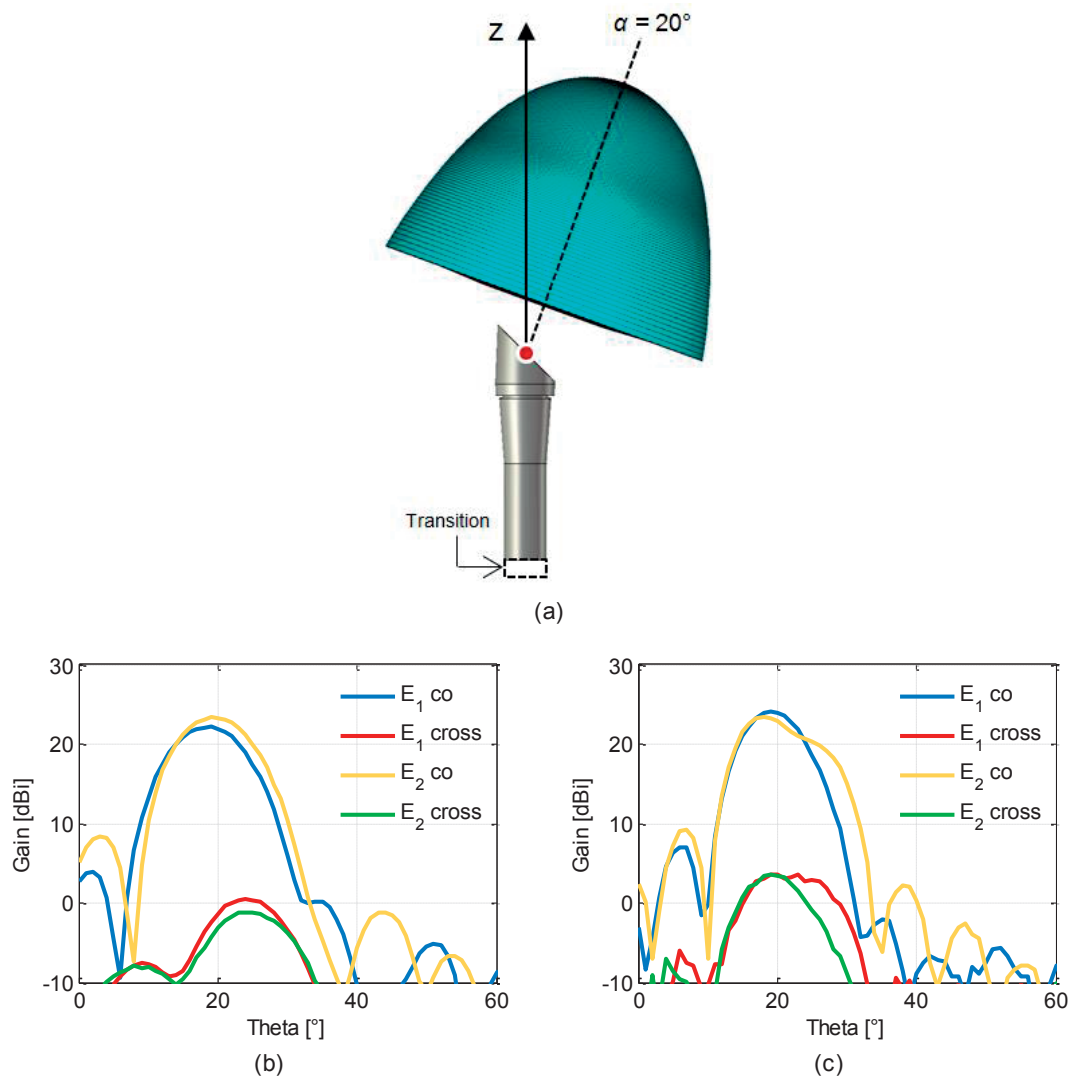 Z
α = 20°
Transition
(a)
30
20
10
0
-10
0
20
40
60
Gain [dBi]
Theta [°]
E1 co
E1 cross
E2 co
E2 cross
(b)
30
20
10
0
-10
0
20
40
60
Gain [dBi]
Theta [°]
E1 co
E1 cross
E2 co
E2 cross
(c)